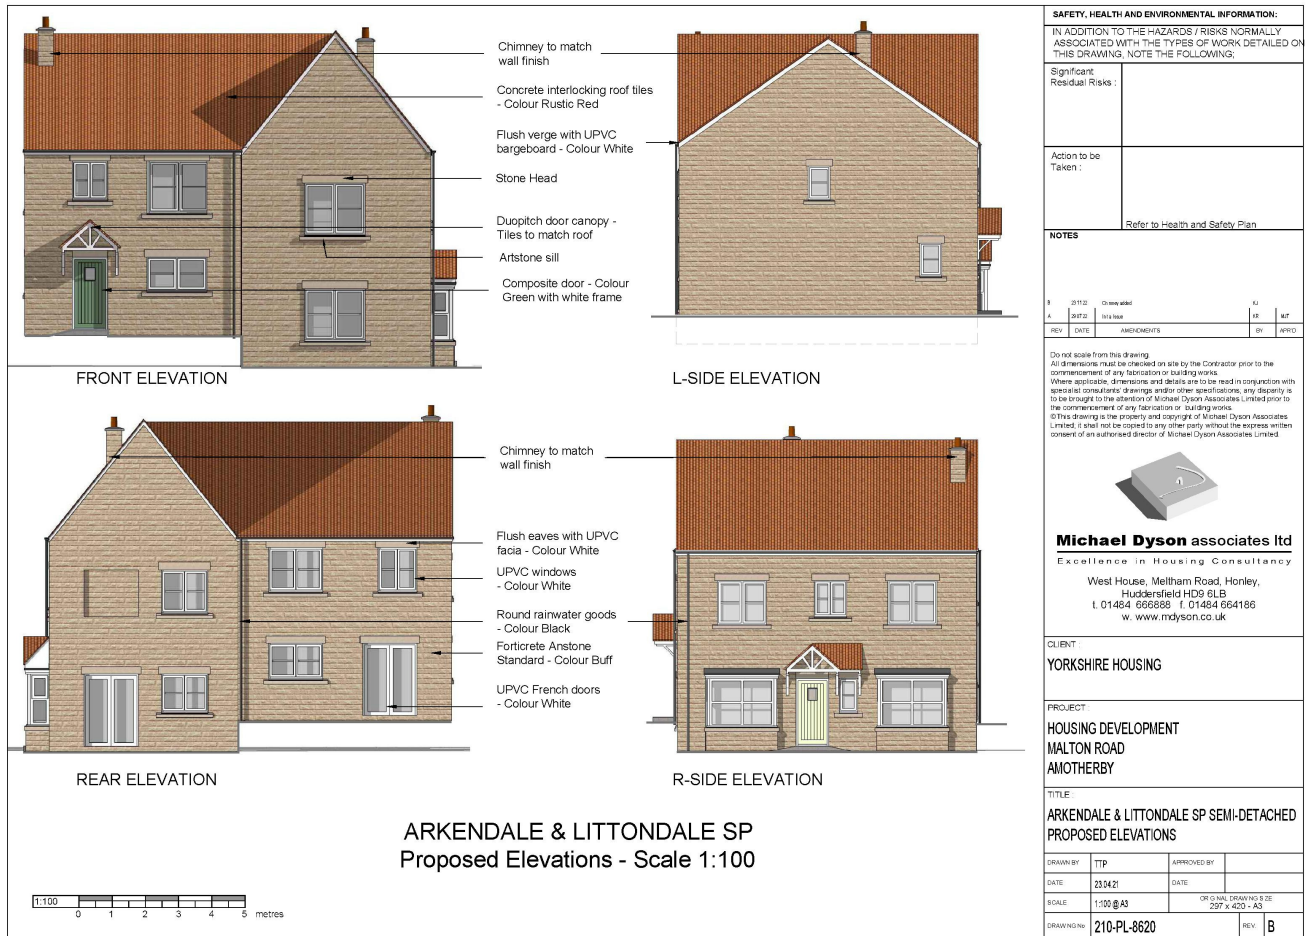 Chimney to match
wall finish
Concrete interlocking roof tiles
- Colour Rustic Red
Flush verge with UPVC
bargeboard - Colour White
Stone Head
Duopitch door canopy -
Tiles to match roof
Artstone sill
Composite door - Colour
Green with white frame
FRONT ELEVATION
L-SIDE ELEVATION
Chimney to match
wall finish
Flush eaves with UPVC
facia - Colour White
UPVC windows
- Colour White
Round rainwater goods
- Colour Black
Forticrete Anstone
Standard - Colour Buff
UPVC French doors
- Colour White
REAR ELEVATION
R-SIDE ELEVATION
ARKENDALE & LITTONDALE SP
Proposed Elevations - Scale 1:100
1:100
0 1 2 3 4 5 metres
SAFETY, HEALTH AND ENVIRONMENTAL INFORMATION:
IN ADDITION TO THE HAZARDS / RISKS NORMALLY
ASSOCIATED WITH THE TYPES OF WORK DETAILED ON
THIS DRAWING, NOTE THE FOLLOWING;
Significant
Residual Risks :
Action to be
Taken :
Refer to Health and Safety Plan
NOTES
B 23.11.22 Chimney added KJ
A 29.07.22 Initial Issue KR MJT
REV DATE AMENDMENTS BY APP'D
Do not scale from this drawing.
All dimensions must be checked on site by the Contractor prior to the
commencement of any fabrication or building works.
Where applicable, dimensions and details are to be read in conjunction with
specialist consultants' drawings and/or other specifications, any disparity is
to be brought to the attention of Michael Dyson Associates Limited prior to
the commencement of any fabrication or building works.
©This drawing is the property and copyright of Michael Dyson Associates
Limited, it shall not be copied to any other party without the express written
consent of an authorised director of Michael Dyson Associates Limited.
Michael Dyson associates ltd
Excellence in Housing Consultancy
West House, Meltham Road, Honley,
Huddersfield HD9 6LB
t. 01484 666888 f. 01484 664186
w. www.mdyson.co.uk
CLIENT :
YORKSHIRE HOUSING
PROJECT :
HOUSING DEVELOPMENT
MALTON ROAD
AMOTHERBY
TITLE :
ARKENDALE & LITTONDALE SP SEMI-DETACHED
PROPOSED ELEVATIONS
DRAWN BY TTP APPROVED BY
DATE 23.04.21 DATE
SCALE 1:100 @ A3 ORIGINAL DRAWING SIZE
297 x 420 - A3
DRAWING No 210-PL-8620 REV. B